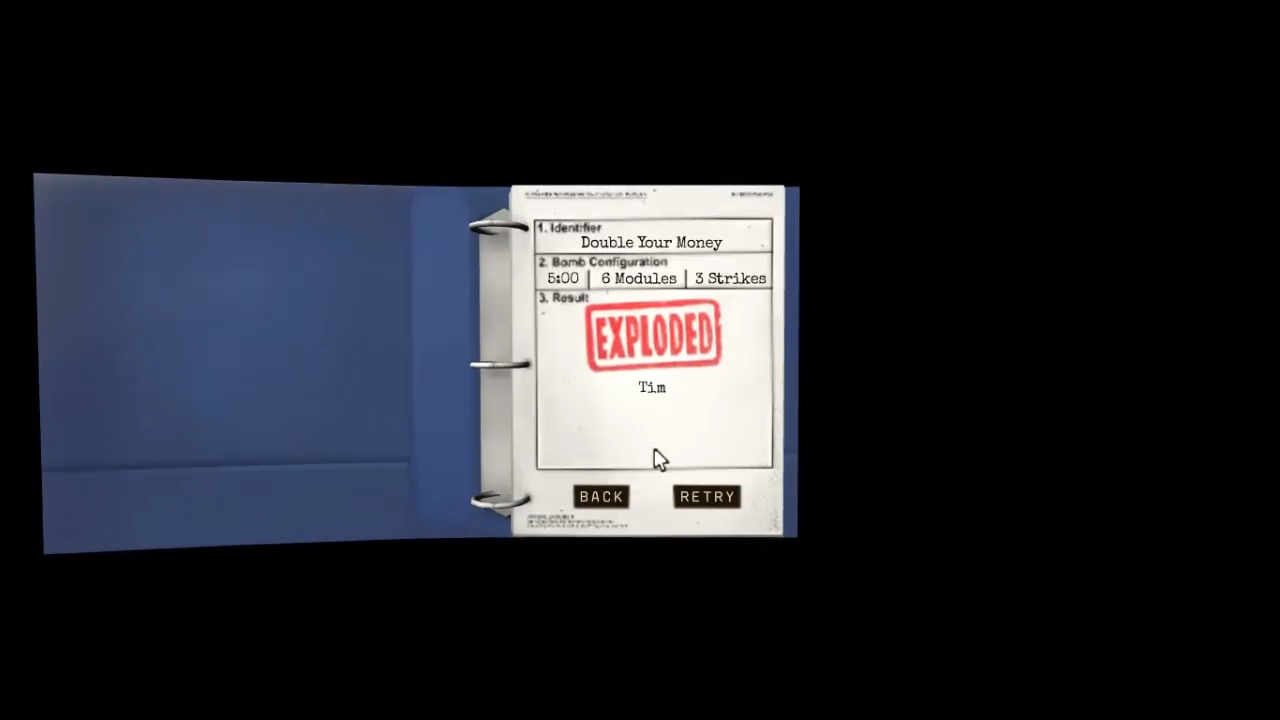 1. Identifier
Double Your Money
2. Bomb Configuration
5:00 6 Modules 3 Strikes
3. Result
EXPLODED
Tim
BACK RETRY